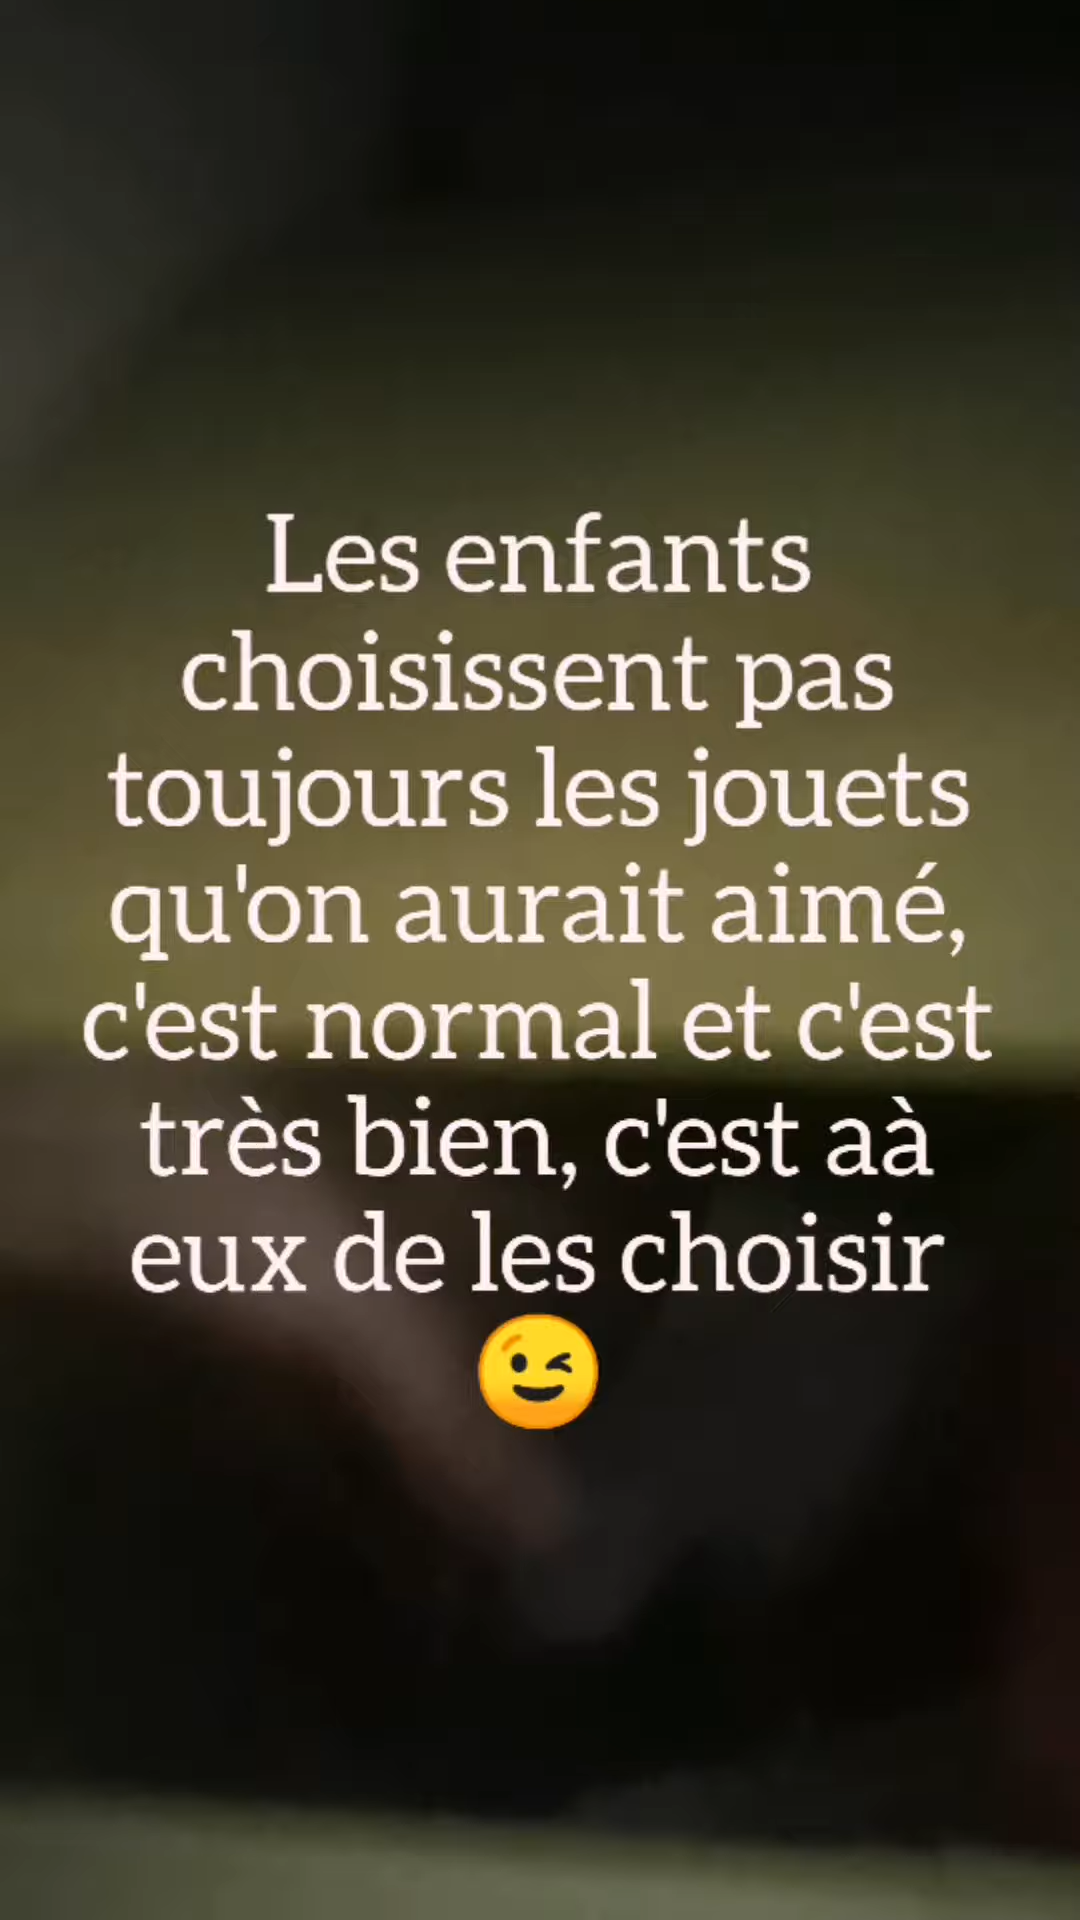 Les enfants
choisissent pas
toujours les jouets
qu'on aurait aimé,
c'est normal et c'est
très bien, c'est aà
eux de les choisir
😉